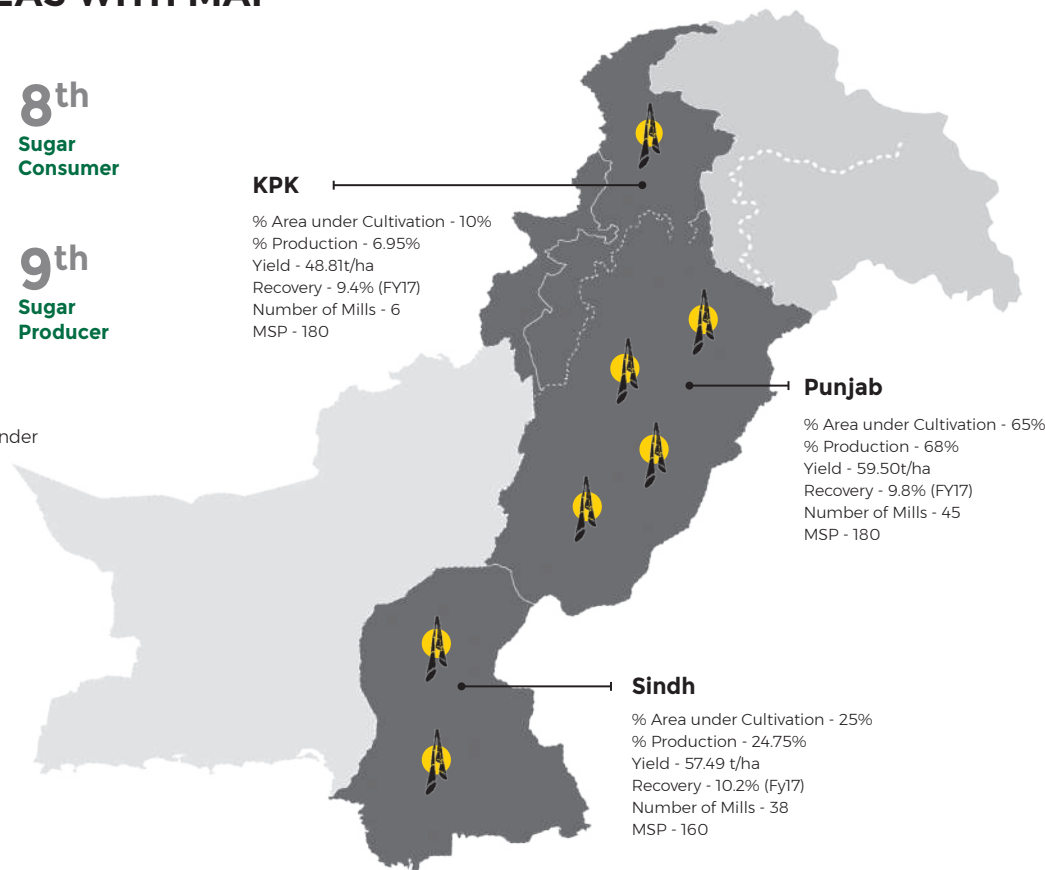 8th
Sugar
Consumer
9th
Sugar
Producer
KPK
% Area under Cultivation - 10%
% Production - 6.95%
Yield - 48.81t/ha
Recovery - 9.4% (FY17)
Number of Mills - 6
MSP - 180
Punjab
% Area under Cultivation - 65%
% Production - 68%
Yield - 59.50t/ha
Recovery - 9.8% (FY17)
Number of Mills - 45
MSP - 180
Sindh
% Area under Cultivation - 25%
% Production - 24.75%
Yield - 57.49 t/ha
Recovery - 10.2% (Fy17)
Number of Mills - 38
MSP - 160